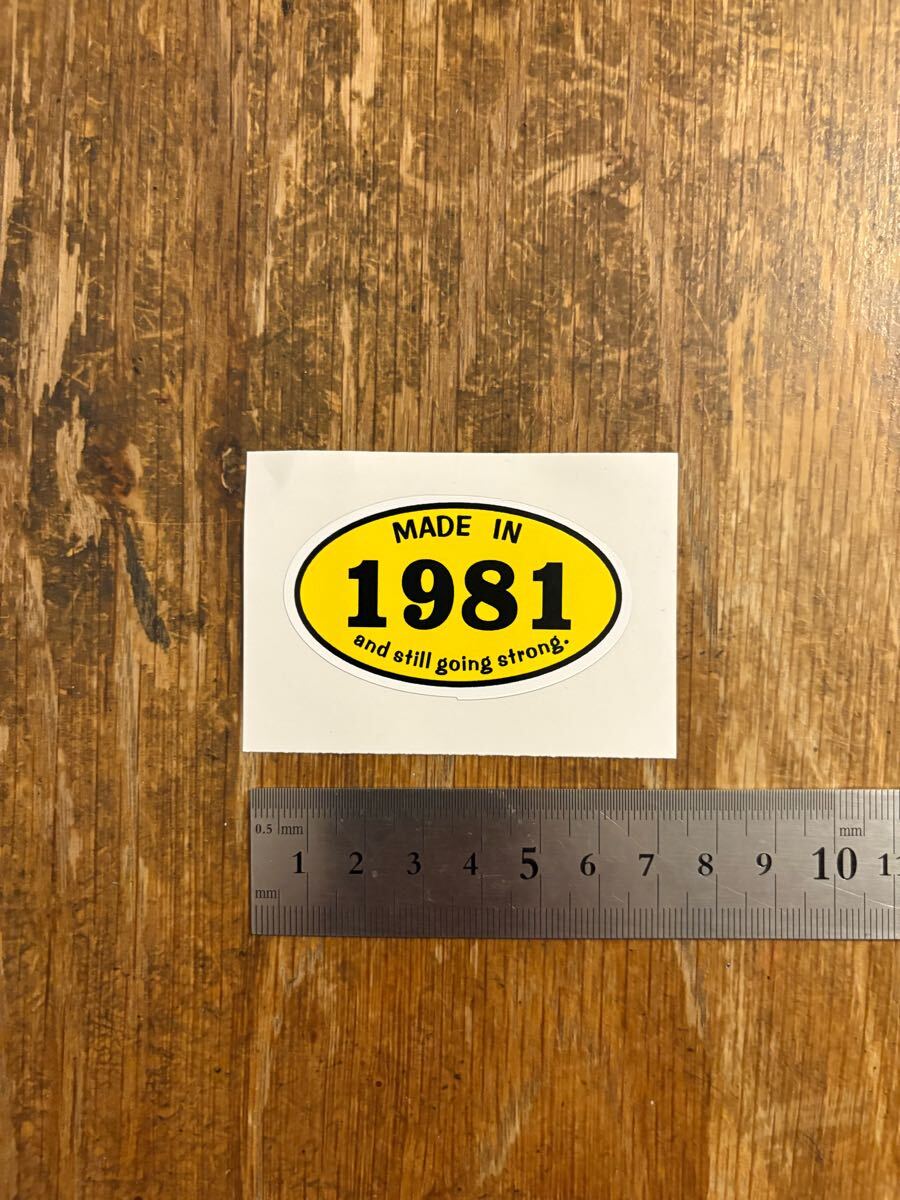 MADE IN
1981
and still going strong.
0.5 mm mm
1 2 3 4 5 6 7 8 9 10 11
mm